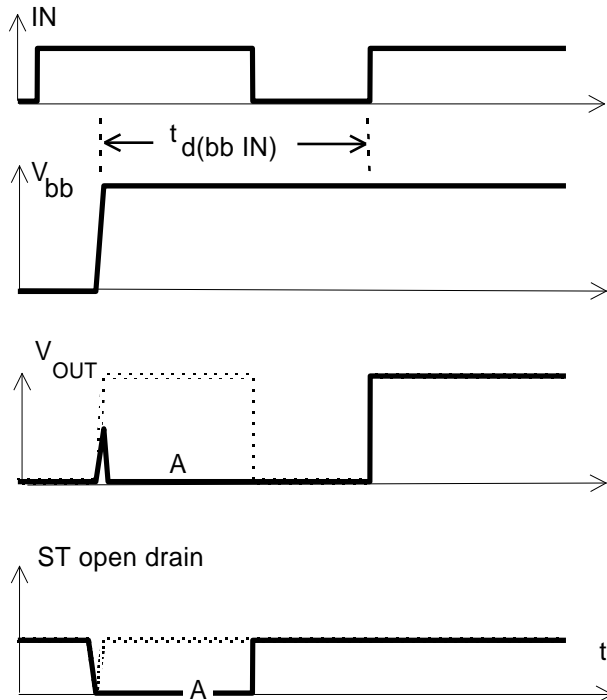 IN
t d(bb IN)
V bb
V OUT
A
ST open drain
t
A